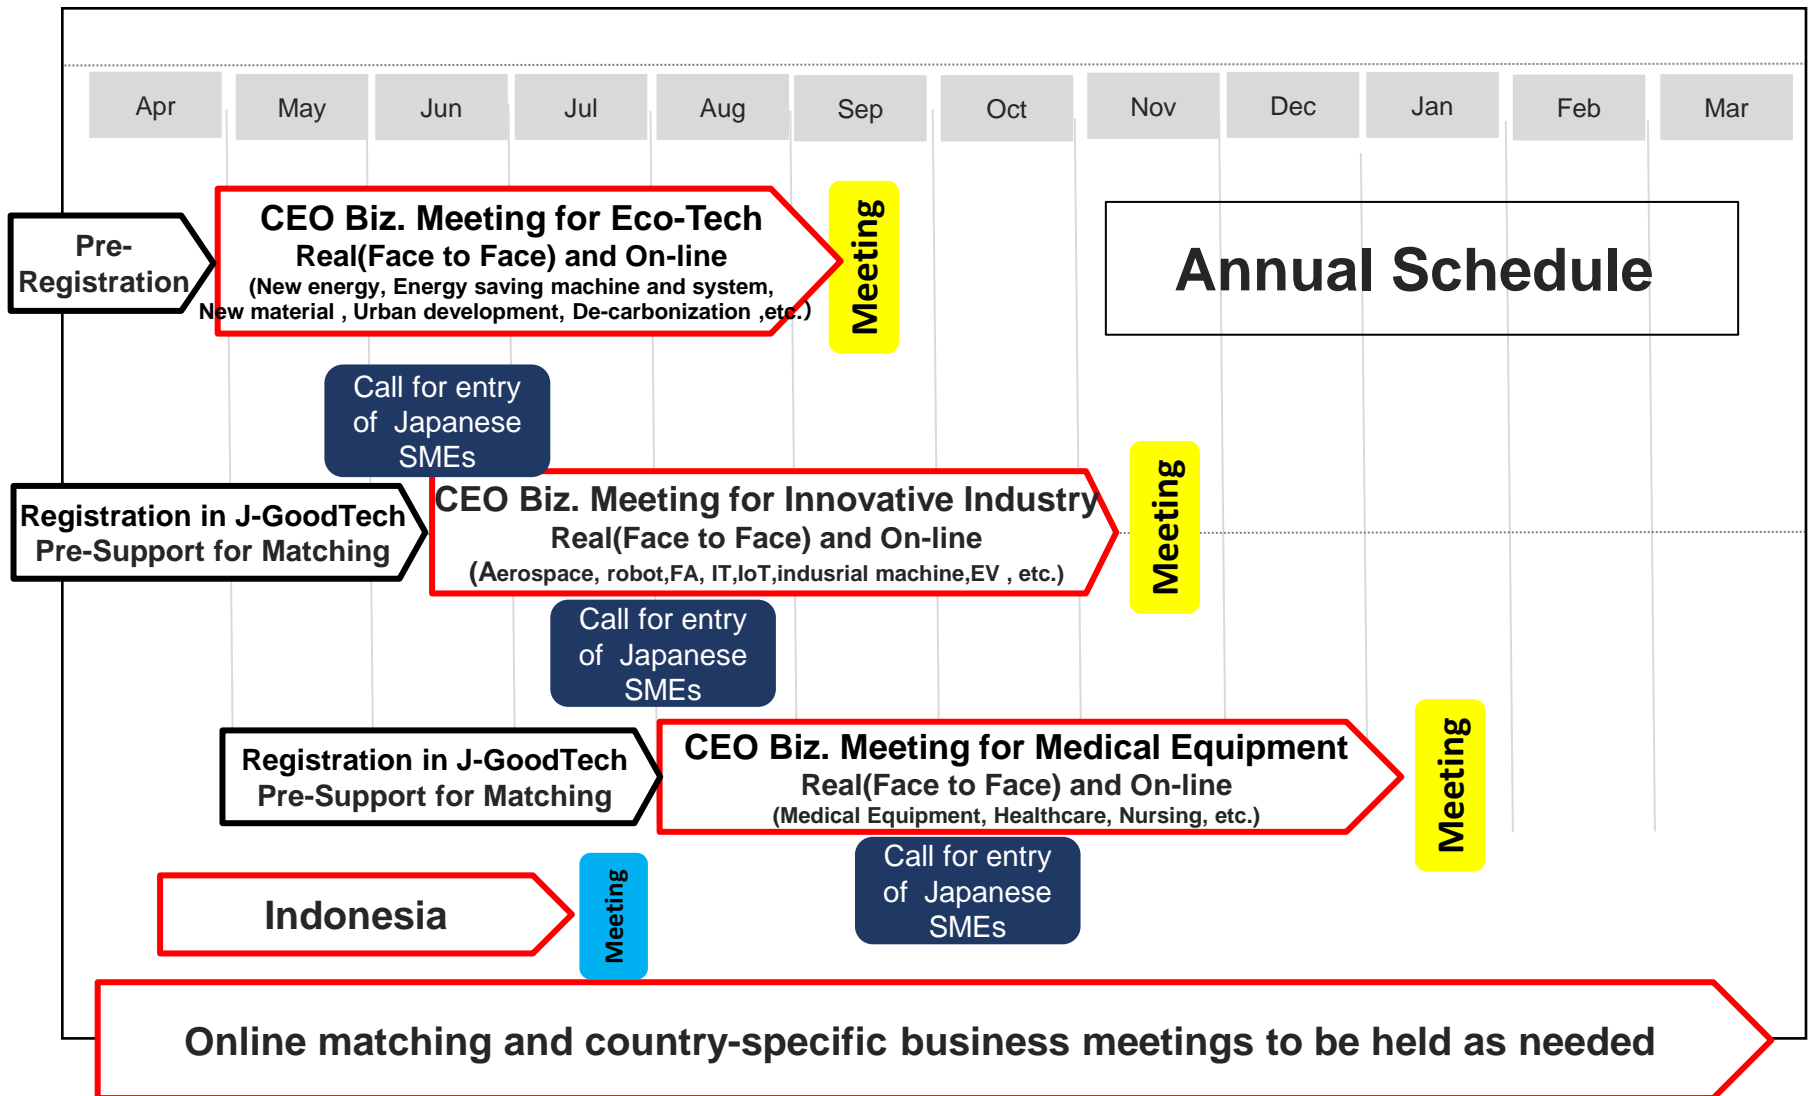 Apr May Jun Jul Aug Sep Oct Nov Dec Jan Feb Mar
Pre-
Registration
CEO Biz. Meeting for Eco-Tech
Real(Face to Face) and On-line
(New energy, Energy saving machine and system,
New material , Urban development, De-carbonization ,etc.)
Meeting
Annual Schedule
Call for entry
of Japanese
SMEs
Registration in J-GoodTech
Pre-Support for Matching
CEO Biz. Meeting for Innovative Industry
Real(Face to Face) and On-line
(Aerospace, robot,FA, IT,IoT,indusrial machine,EV , etc.)
Meeting
Call for entry
of Japanese
SMEs
Registration in J-GoodTech
Pre-Support for Matching
CEO Biz. Meeting for Medical Equipment
Real(Face to Face) and On-line
(Medical Equipment, Healthcare, Nursing, etc.)
Meeting
Call for entry
of Japanese
SMEs
Indonesia
Meeting
Online matching and country-specific business meetings to be held as needed